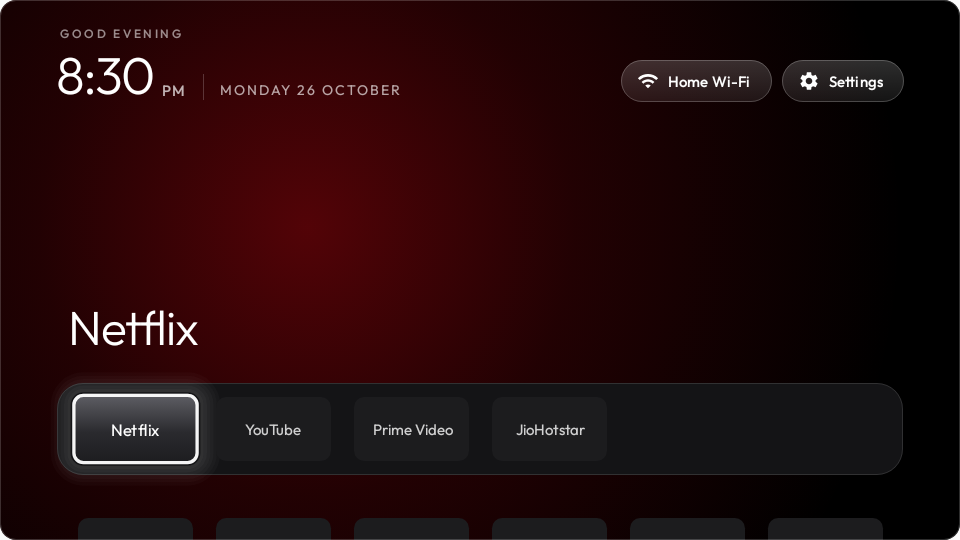 GOOD EVENING
8:30 PM
MONDAY 26 OCTOBER
Home Wi-Fi
Settings
Netflix
Netflix
YouTube
Prime Video
JioHotstar